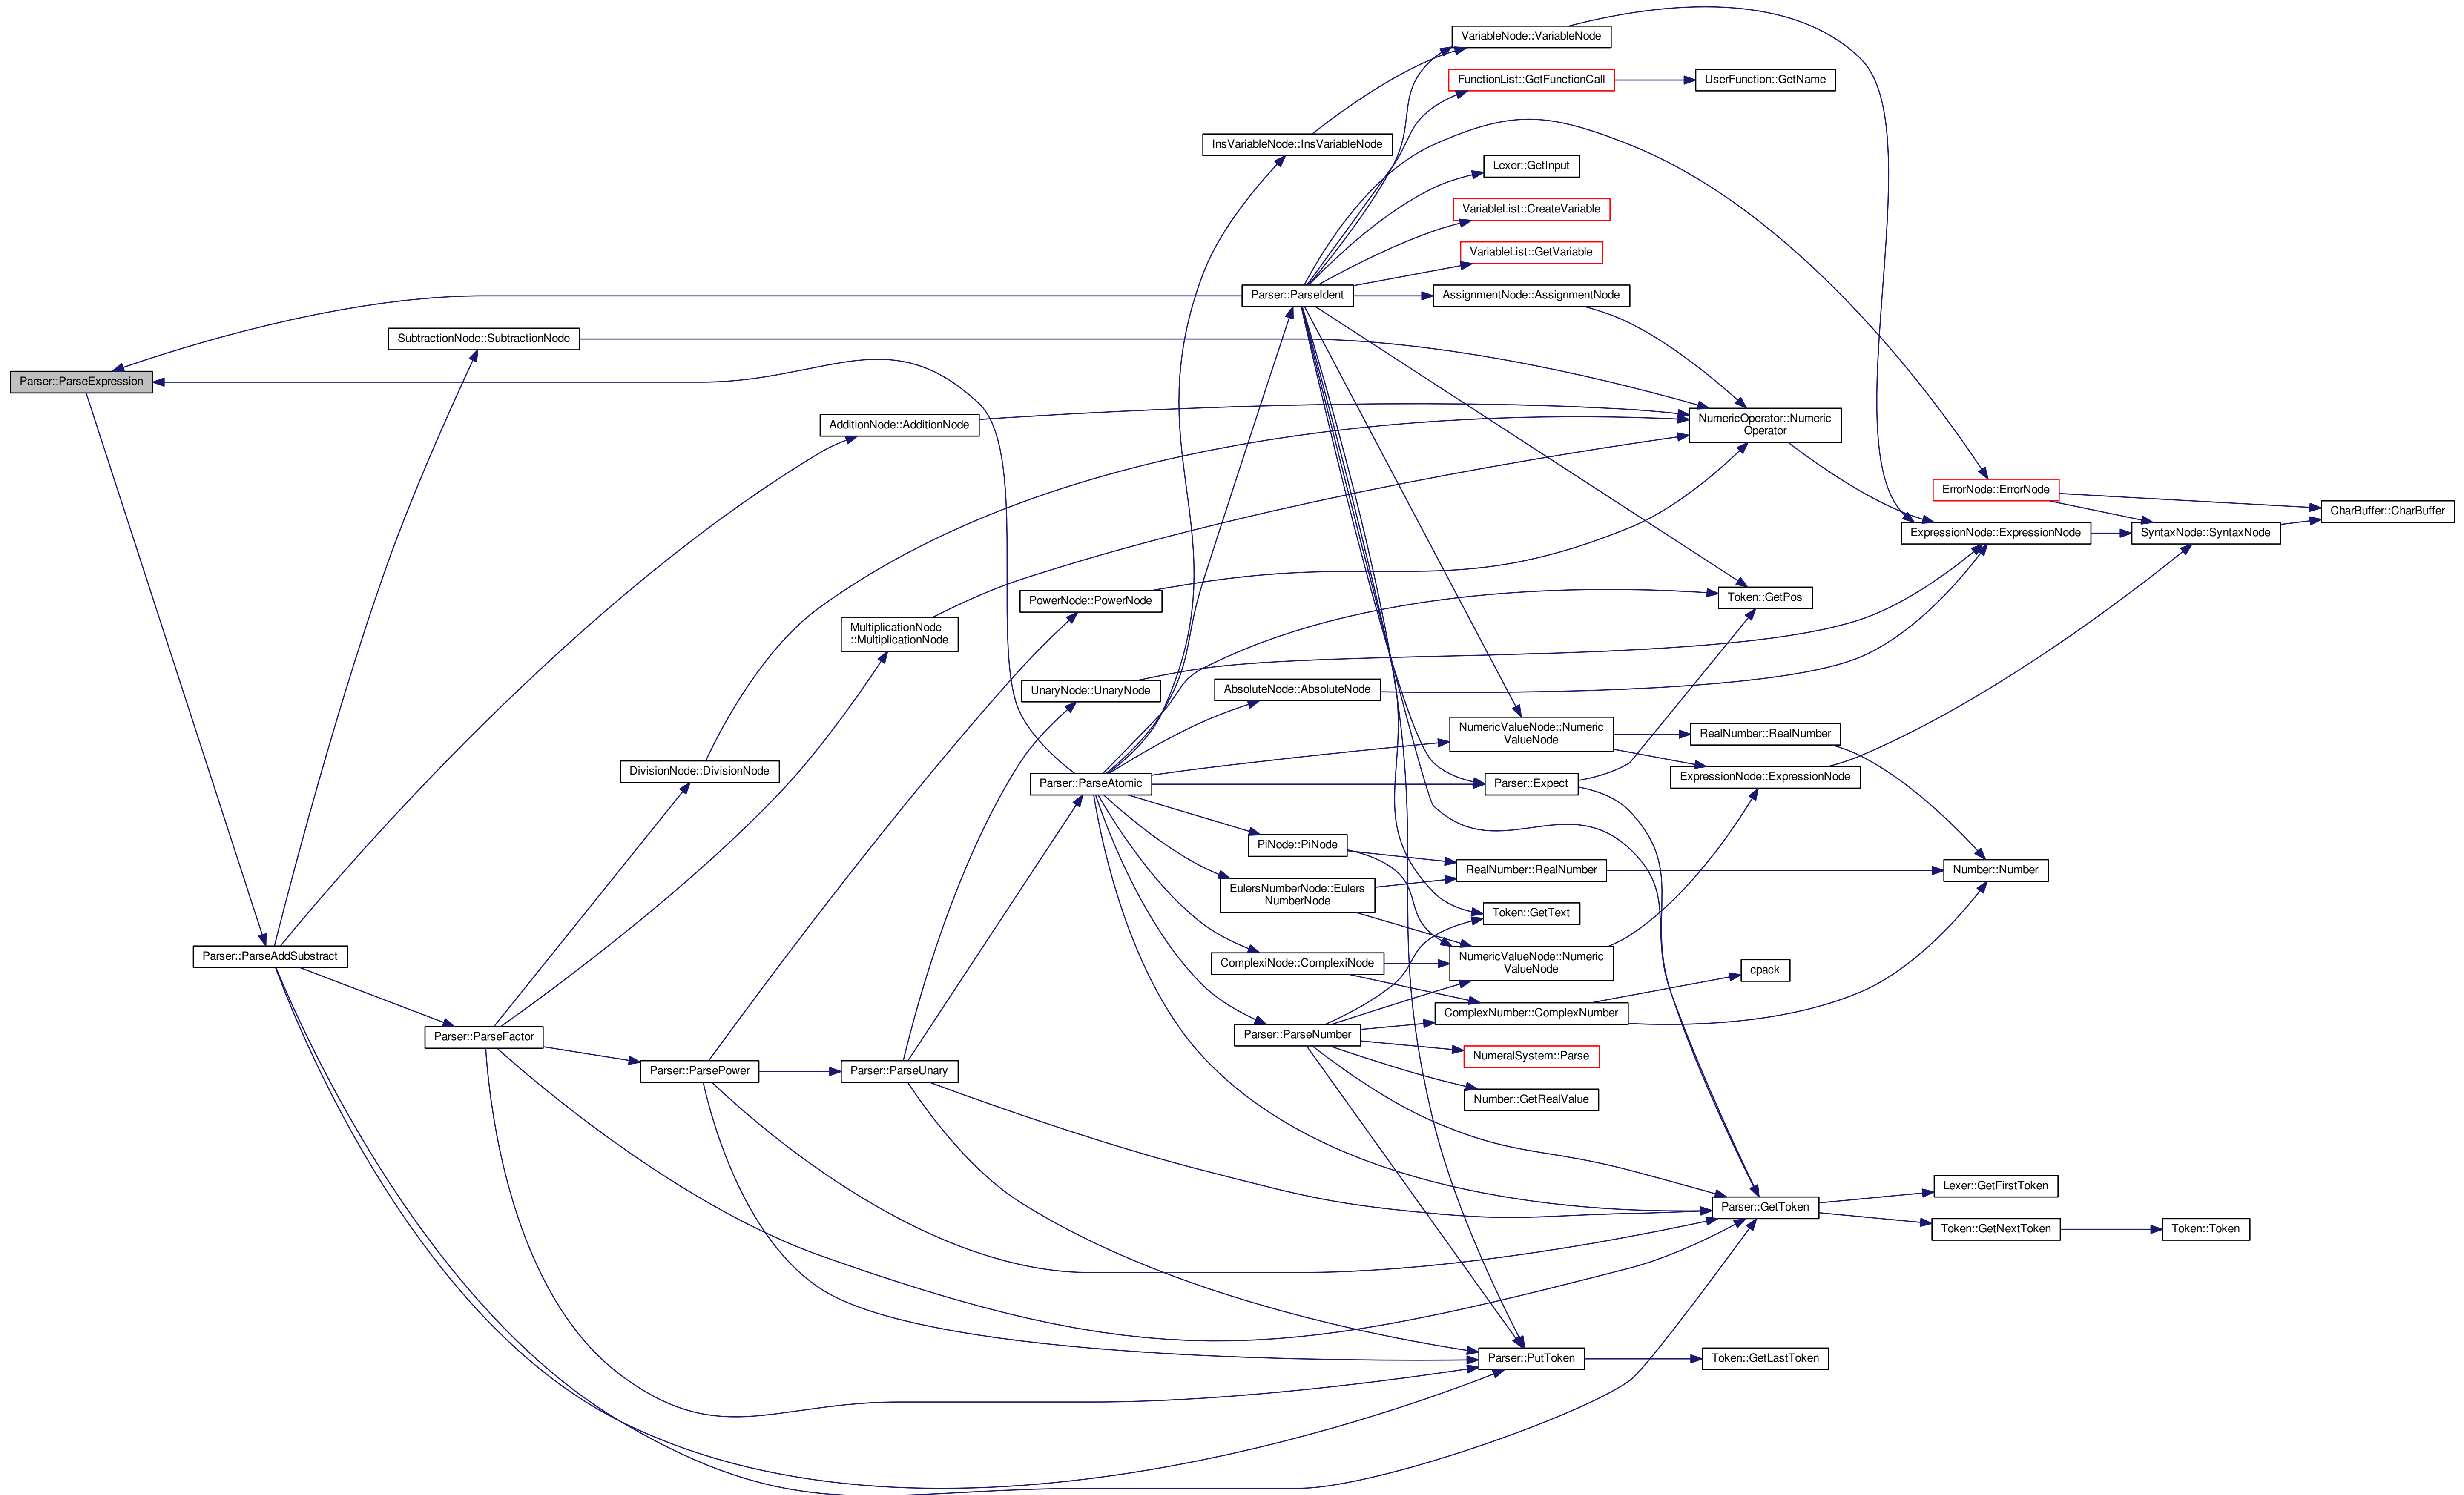 VariableNode::VariableNode
FunctionList::GetFunctionCall
UserFunction::GetName
InsVariableNode::InsVariableNode
Lexer::GetInput
VariableList::CreateVariable
VariableList::GetVariable
Parser::ParseIdent
AssignmentNode::AssignmentNode
SubtractionNode::SubtractionNode
Parser::ParseExpression
AdditionNode::AdditionNode
NumericOperator::Numeric
Operator
ErrorNode::ErrorNode
CharBuffer::CharBuffer
ExpressionNode::ExpressionNode
SyntaxNode::SyntaxNode
PowerNode::PowerNode
Token::GetPos
MultiplicationNode
::MultiplicationNode
UnaryNode::UnaryNode
AbsoluteNode::AbsoluteNode
NumericValueNode::Numeric
ValueNode
RealNumber::RealNumber
DivisionNode::DivisionNode
Parser::ParseAtomic
Parser::Expect
ExpressionNode::ExpressionNode
PiNode::PiNode
EulersNumberNode::Eulers
NumberNode
RealNumber::RealNumber
Number::Number
Token::GetText
Parser::ParseAddSubstract
ComplexiNode::ComplexiNode
NumericValueNode::Numeric
ValueNode
cpack
ComplexNumber::ComplexNumber
Parser::ParseFactor
Parser::ParseNumber
NumeralSystem::Parse
Parser::ParsePower
Parser::ParseUnary
Number::GetRealValue
Lexer::GetFirstToken
Parser::GetToken
Token::GetNextToken
Token::Token
Parser::PutToken
Token::GetLastToken